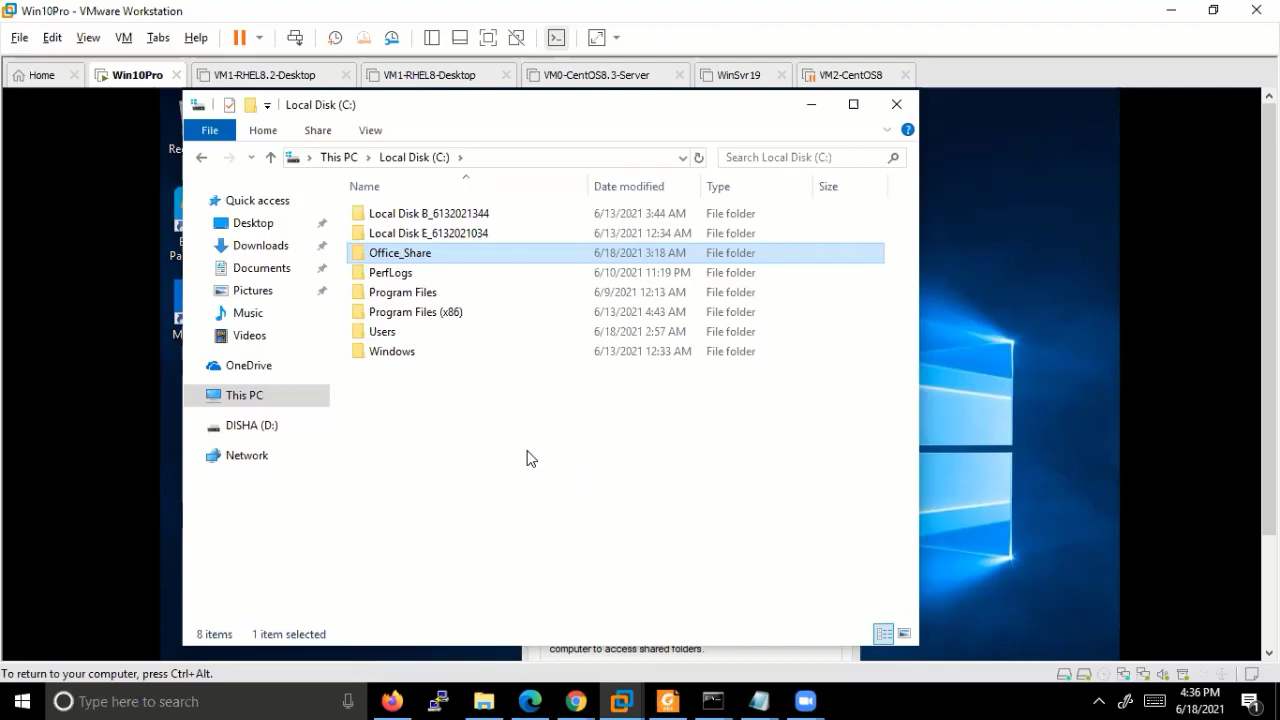 Win10Pro - VMware Workstation
File Edit View VM Tabs Help
Home Win10Pro VM1-RHEL8.2-Desktop VM1-RHEL8-Desktop VM0-CentOS8.3-Server WinSvr19 VM2-CentOS8
Local Disk (C:)
File Home Share View
This PC Local Disk (C:) Search Local Disk (C:)
Name Date modified Type Size
Quick access
Desktop
Downloads
Documents
Pictures
Music
Videos
OneDrive
This PC
DISHA (D:)
Network
Local Disk B_6132021344 6/13/2021 3:44 AM File folder
Local Disk E_6132021034 6/13/2021 12:34 AM File folder
Office_Share 6/18/2021 3:18 AM File folder
PerfLogs 6/10/2021 11:19 PM File folder
Program Files 6/9/2021 12:13 AM File folder
Program Files (x86) 6/13/2021 4:43 AM File folder
Users 6/18/2021 2:57 AM File folder
Windows 6/13/2021 12:33 AM File folder
8 items 1 item selected
computer to access shared folders.
To return to your computer, press Ctrl+Alt.
Type here to search
4:36 PM
6/18/2021